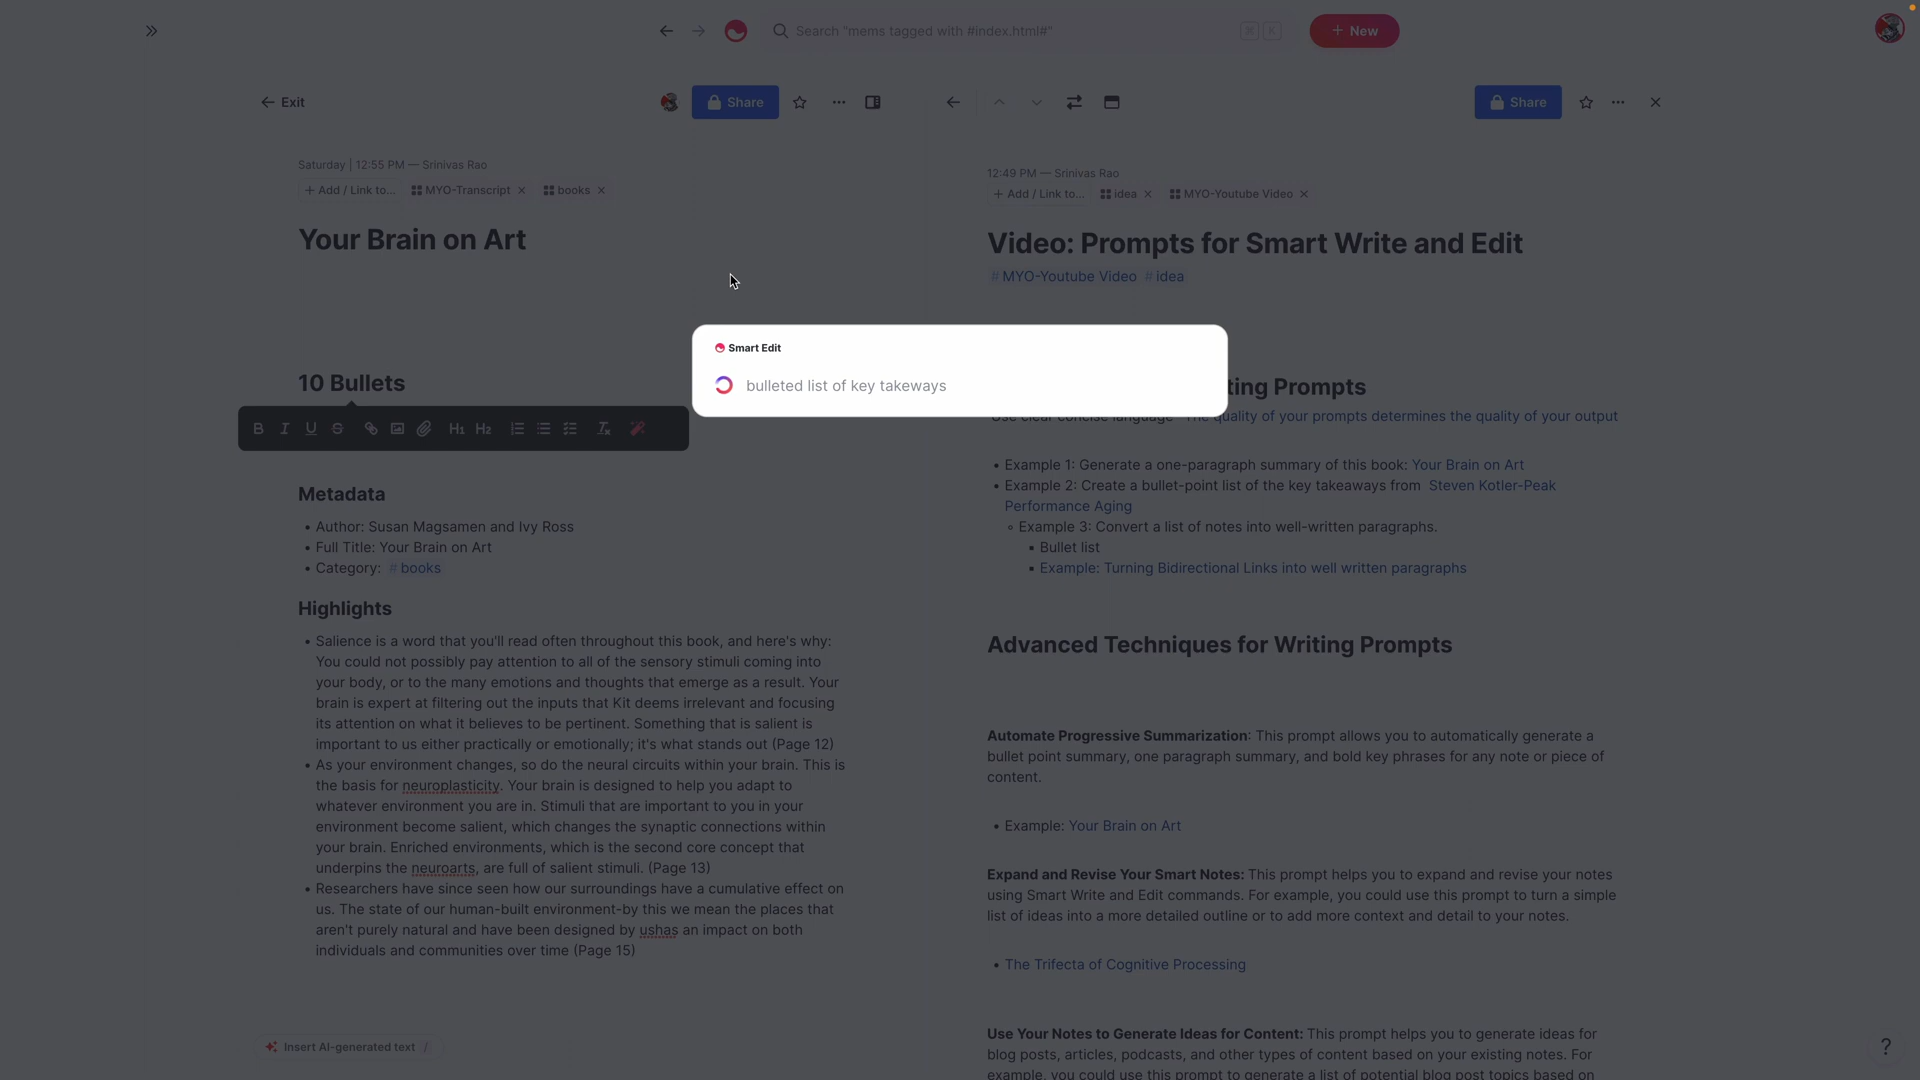 Search "mems tagged with #index.html#"
⌘ K
+ New
Exit
Share
Share
Saturday | 12:55 PM — Srinivas Rao
+ Add / Link to...
MYO-Transcript ×
books ×
Your Brain on Art
10 Bullets
B I U S H1 H2
Metadata
• Author: Susan Magsamen and Ivy Ross
• Full Title: Your Brain on Art
• Category: #books
Highlights
• Salience is a word that you'll read often throughout this book, and here's why:
You could not possibly pay attention to all of the sensory stimuli coming into
your body, or to the many emotions and thoughts that emerge as a result. Your
brain is expert at filtering out the inputs that Kit deems irrelevant and focusing
its attention on what it believes to be pertinent. Something that is salient is
important to us either practically or emotionally; it's what stands out (Page 12)
• As your environment changes, so do the neural circuits within your brain. This is
the basis for neuroplasticity. Your brain is designed to help you adapt to
whatever environment you are in. Stimuli that are important to you in your
environment become salient, which changes the synaptic connections within
your brain. Enriched environments, which is the second core concept that
underpins the neuroarts, are full of salient stimuli. (Page 13)
• Researchers have since seen how our surroundings have a cumulative effect on
us. The state of our human-built environment-by this we mean the places that
aren't purely natural and have been designed by ushas an impact on both
individuals and communities over time (Page 15)
Insert AI-generated text /
Smart Edit
bulleted list of key takeways
12:49 PM — Srinivas Rao
+ Add / Link to...
idea ×
MYO-Youtube Video ×
Video: Prompts for Smart Write and Edit
#MYO-Youtube Video #idea
ting Prompts
Use clear concise language The quality of your prompts determines the quality of your output
• Example 1: Generate a one-paragraph summary of this book: Your Brain on Art
• Example 2: Create a bullet-point list of the key takeaways from Steven Kotler-Peak
Performance Aging
◦ Example 3: Convert a list of notes into well-written paragraphs.
▪ Bullet list
▪ Example: Turning Bidirectional Links into well written paragraphs
Advanced Techniques for Writing Prompts
Automate Progressive Summarization: This prompt allows you to automatically generate a
bullet point summary, one paragraph summary, and bold key phrases for any note or piece of
content.
• Example: Your Brain on Art
Expand and Revise Your Smart Notes: This prompt helps you to expand and revise your notes
using Smart Write and Edit commands. For example, you could use this prompt to turn a simple
list of ideas into a more detailed outline or to add more context and detail to your notes.
• The Trifecta of Cognitive Processing
Use Your Notes to Generate Ideas for Content: This prompt helps you to generate ideas for
blog posts, articles, podcasts, and other types of content based on your existing notes. For
example, you could use this prompt to generate a list of potential blog post topics based on
?